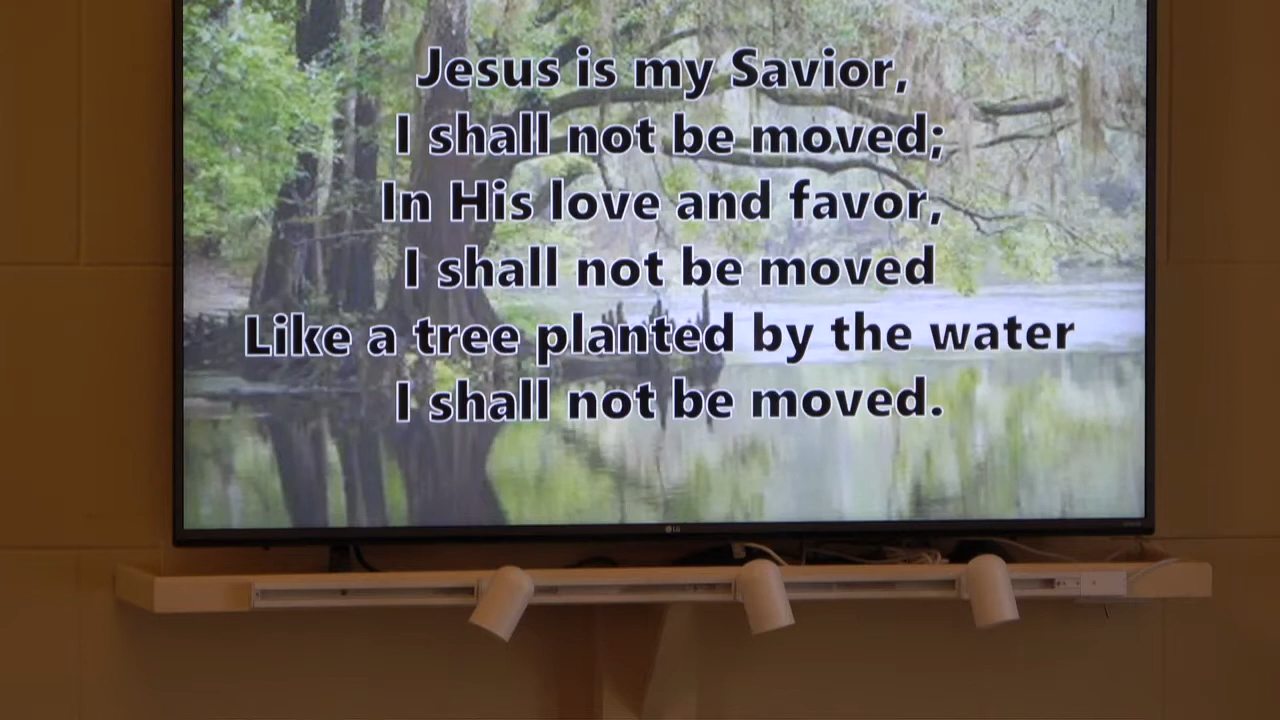 Jesus is my Savior,
I shall not be moved;
In His love and favor,
I shall not be moved
Like a tree planted by the water
I shall not be moved.
LG